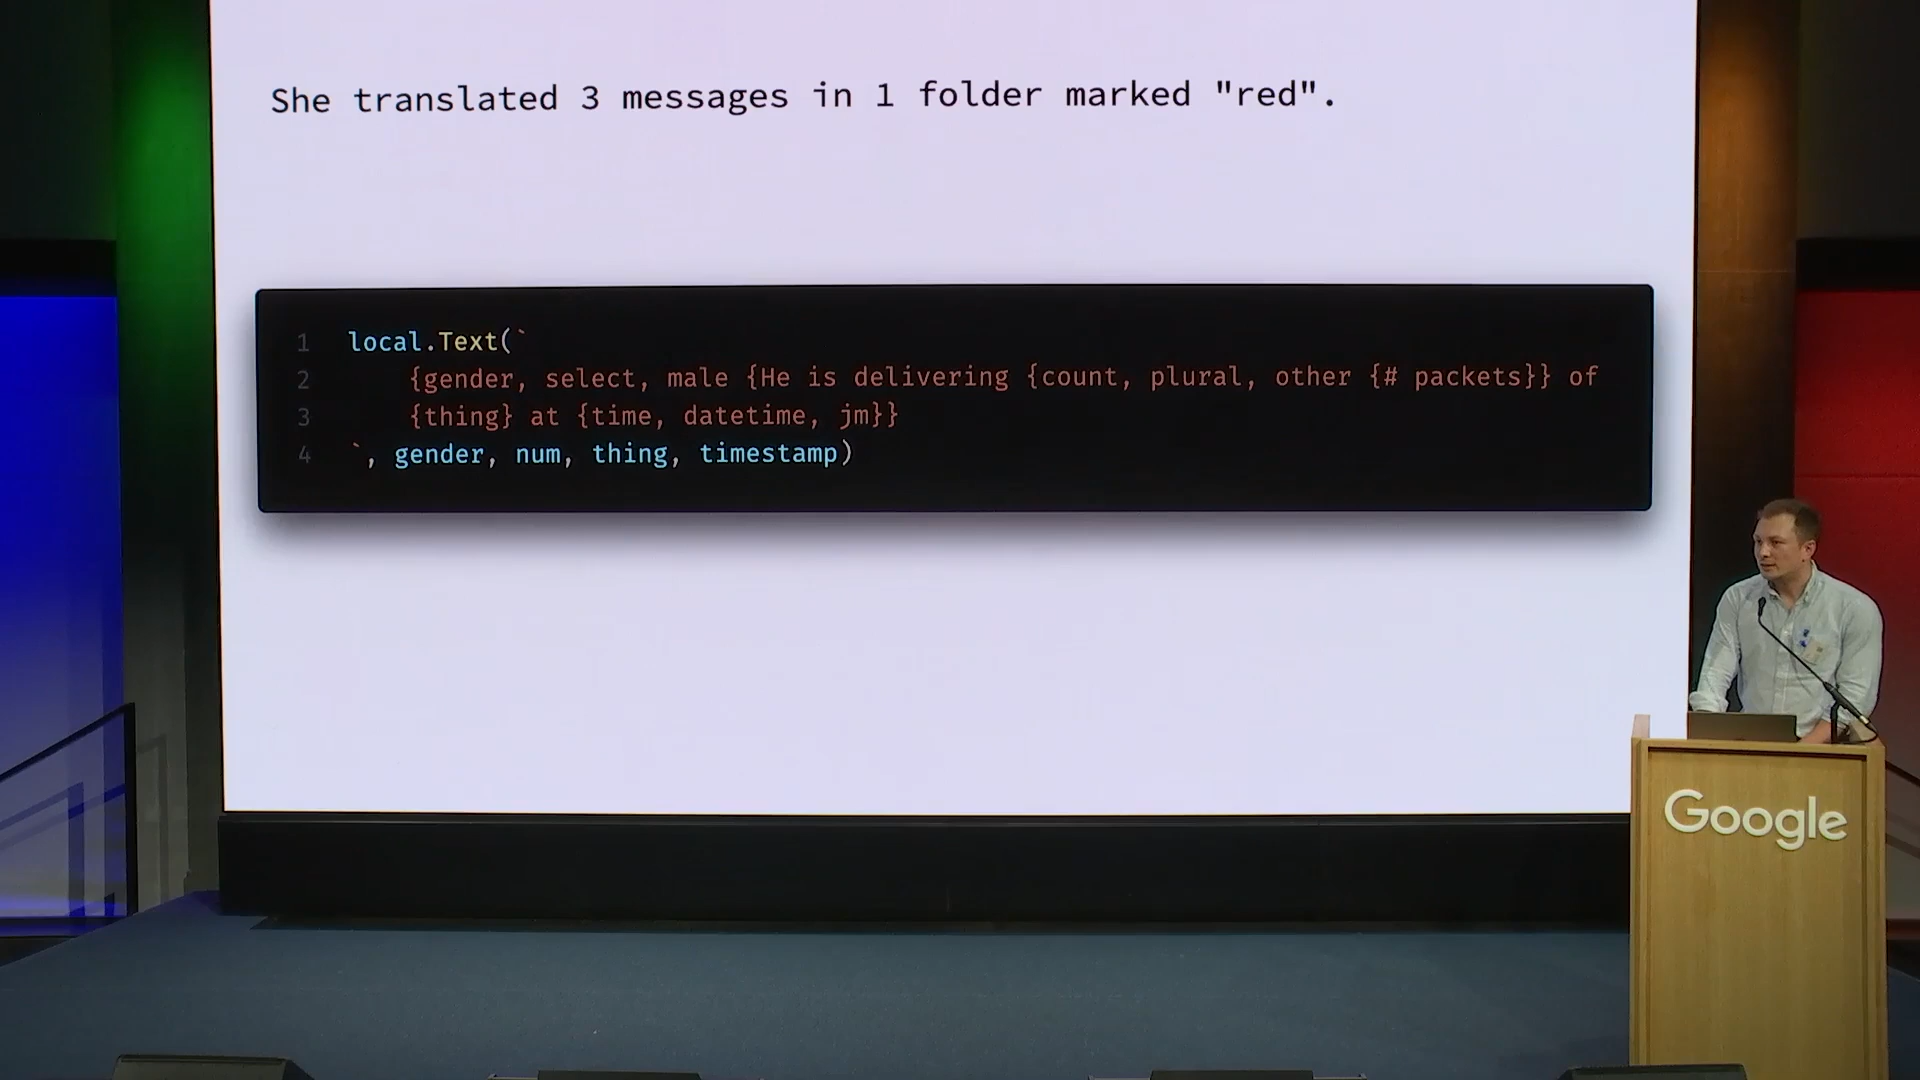 She translated 3 messages in 1 folder marked "red".
1 local.Text(`
2 {gender, select, male {He is delivering {count, plural, other {# packets}} of
3 {thing} at {time, datetime, jm}}
4 `, gender, num, thing, timestamp)
Google